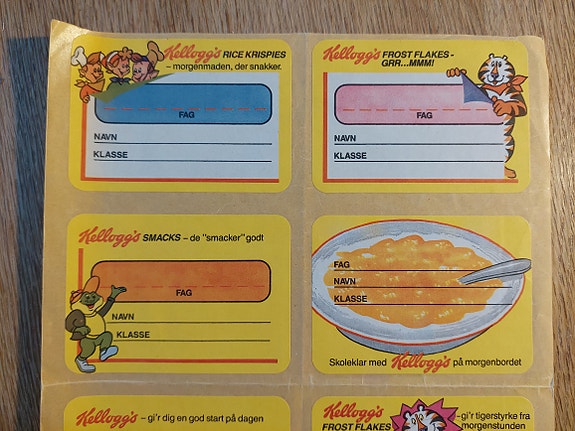 Kellogg's RICE KRISPIES
– morgenmaden, der snakker.
FAG
NAVN
KLASSE
Kellogg's FROST FLAKES -
GRR...MMM!
FAG
NAVN
KLASSE
Kellogg's SMACKS – de "smacker" godt
FAG
NAVN
KLASSE
FAG
NAVN
KLASSE
Skoleklar med Kellogg's på morgenbordet
Kellogg's – gi'r dig en god start på dagen
Kellogg's
FROST FLAKES
-gi'r tigerstyrke fra
morgenstunden